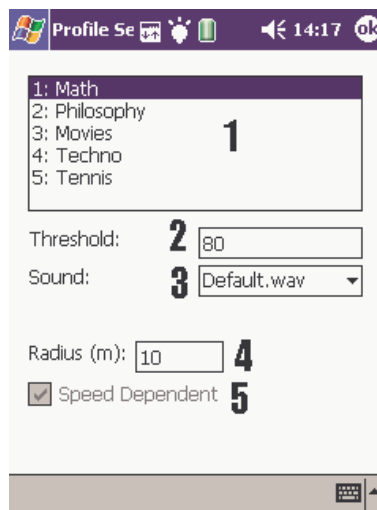 Profile Se 14:17 ok
1: Math
2: Philosophy
3: Movies
4: Techno
5: Tennis
1
Threshold: 2 80
Sound: 3 Default.wav
Radius (m): 10 4
Speed Dependent 5